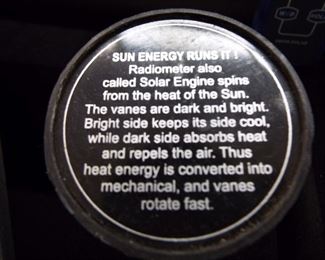 SUN ENERGY RUNS IT !
Radiometer also
called Solar Engine spins
from the heat of the Sun.
The vanes are dark and bright.
Bright side keeps its side cool,
while dark side absorbs heat
and repels the air. Thus
heat energy is converted into
mechanical, and vanes
rotate fast.